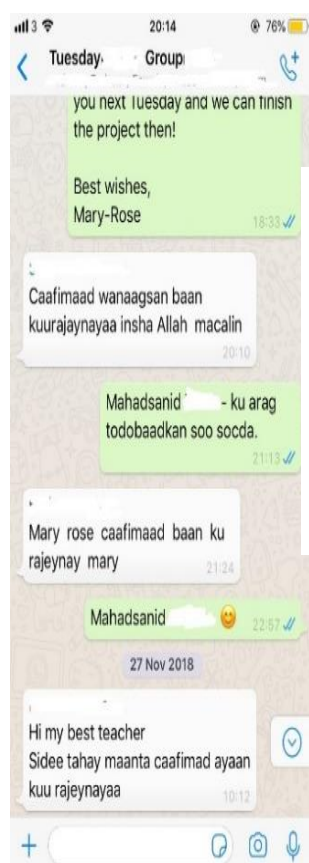 3
20:14
76%
Tuesday
Group
you next Tuesday and we can finish
the project then!
Best wishes,
Mary-Rose
18:33
Caafimaad wanaagsan baan
kuurajaynayaa insha Allah macalin
20:10
Mahadsanid - ku arag
todobaadkan soo socda.
21:13
Mary rose caafimaad baan ku
rajeynay mary
21:24
Mahadsanid 😊
22:57
27 Nov 2018
Hi my best teacher
Sidee tahay maanta caafimad ayaan
kuu rajeynayaa
10:12